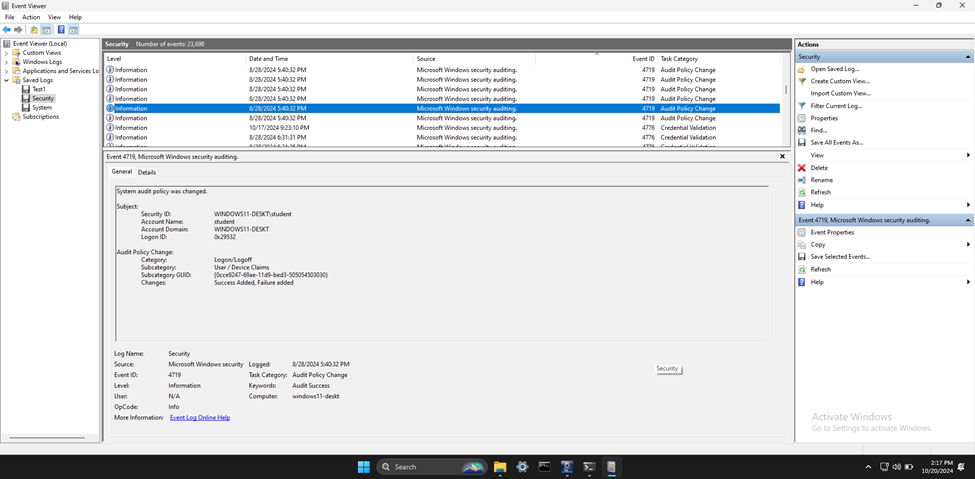 Event Viewer
File Action View Help
Event Viewer (Local)
Custom Views
Windows Logs
Applications and Services Lo
Saved Logs
Test1
Security
System
Subscriptions
Security Number of events: 23,698
Level Date and Time Source Event ID Task Category
Information 8/28/2024 5:40:32 PM Microsoft Windows security auditing. 4719 Audit Policy Change
Information 8/28/2024 5:40:32 PM Microsoft Windows security auditing. 4719 Audit Policy Change
Information 8/28/2024 5:40:32 PM Microsoft Windows security auditing. 4719 Audit Policy Change
Information 8/28/2024 5:40:32 PM Microsoft Windows security auditing. 4719 Audit Policy Change
Information 8/28/2024 5:40:32 PM Microsoft Windows security auditing. 4719 Audit Policy Change
Information 8/28/2024 5:40:32 PM Microsoft Windows security auditing. 4719 Audit Policy Change
Information 10/17/2024 9:23:10 PM Microsoft Windows security auditing. 4776 Credential Validation
Information 8/28/2024 6:31:31 PM Microsoft Windows security auditing. 4776 Credential Validation
Event 4719, Microsoft Windows security auditing.
General Details
System audit policy was changed.
Subject:
Security ID: WINDOWS11-DESKT\student
Account Name: student
Account Domain: WINDOWS11-DESKT
Logon ID: 0x29532
Audit Policy Change:
Category: Logon/Logoff
Subcategory: User / Device Claims
Subcategory GUID: {0cce9247-69ae-11d9-bed3-505054503030}
Changes: Success Added, Failure added
Log Name: Security
Source: Microsoft Windows security Logged: 8/28/2024 5:40:32 PM
Event ID: 4719 Task Category: Audit Policy Change
Level: Information Keywords: Audit Success
User: N/A Computer: windows11-deskt
OpCode: Info
More Information: Event Log Online Help
Security
Actions
Security
Open Saved Log...
Create Custom View...
Import Custom View...
Filter Current Log...
Properties
Find...
Save All Events As...
View
Delete
Rename
Refresh
Help
Event 4719, Microsoft Windows security auditing.
Event Properties
Copy
Save Selected Events...
Refresh
Help
Activate Windows
Go to Settings to activate Windows.
Search
2:17 PM
10/20/2024